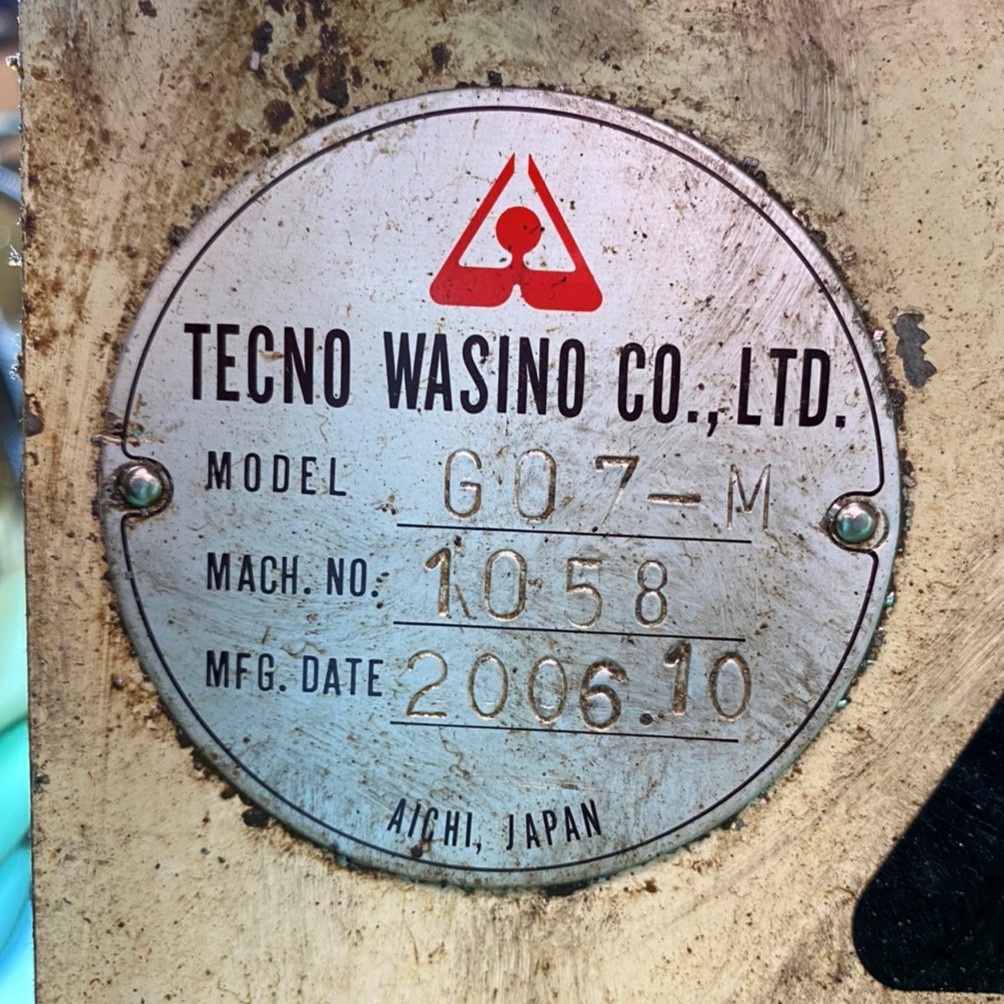 TECNO WASINO CO., LTD.
MODEL G07-M
MACH. NO. 1058
MFG. DATE 2006.10
AICHI, JAPAN